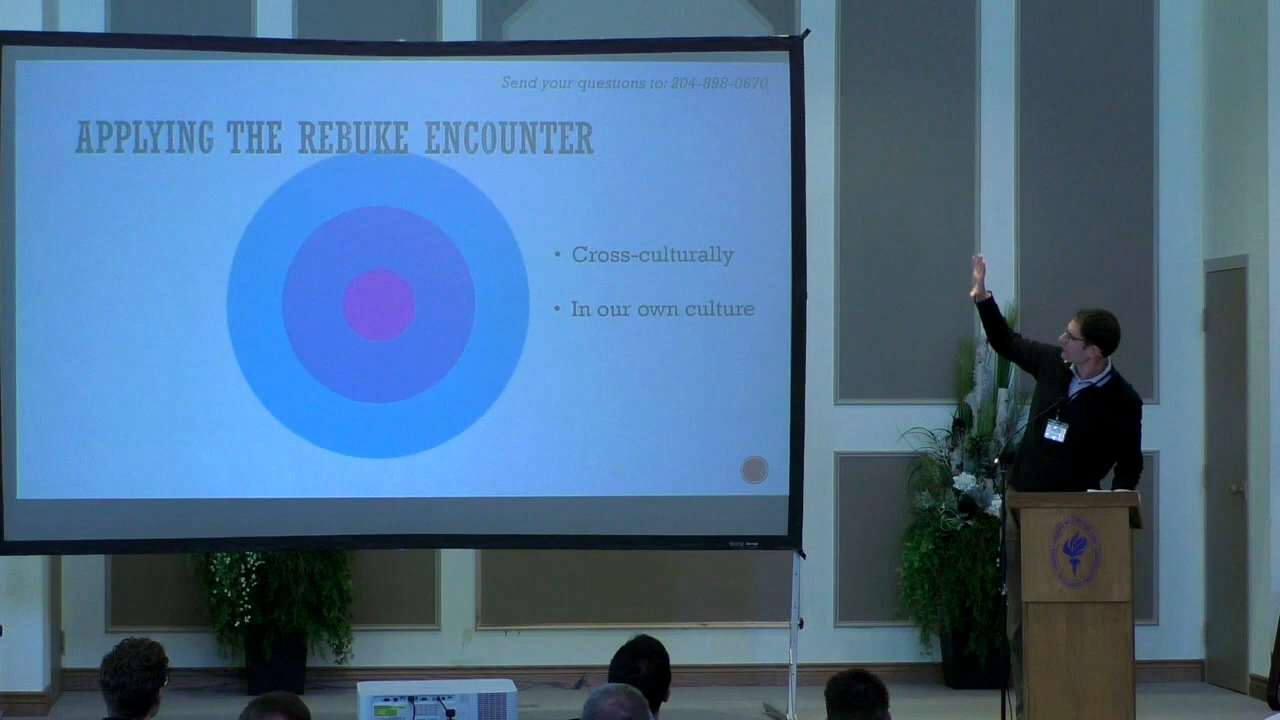 Send your questions to: 204-898-0670
APPLYING THE REBUKE ENCOUNTER
• Cross-culturally
• In our own culture